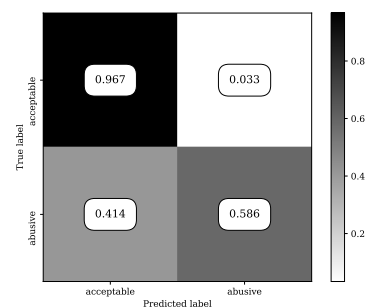 acceptable
0.967
0.033
abusive
0.414
0.586
True label
acceptable
abusive
Predicted label
0.8
0.6
0.4
0.2